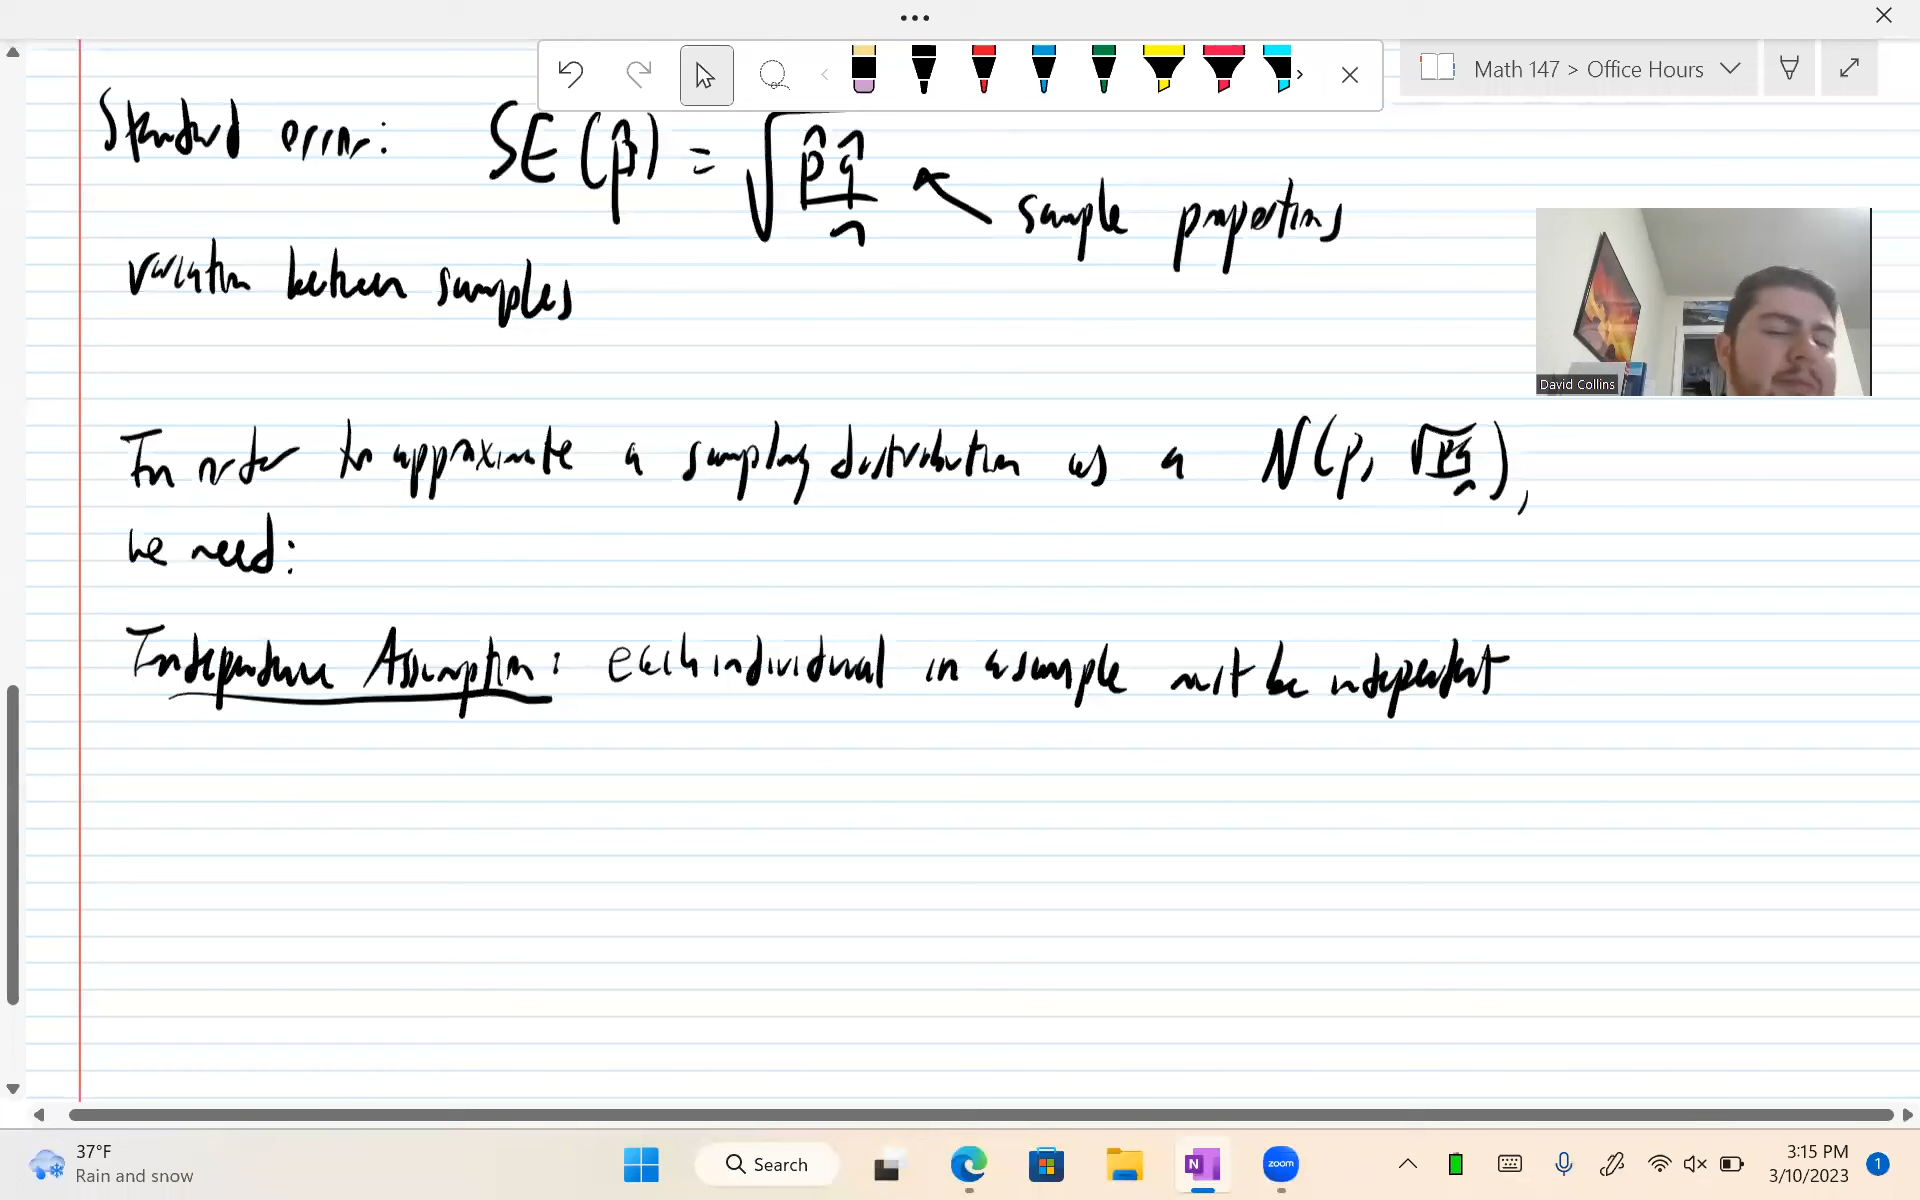 Math 147 > Office Hours
Standard error: SE(p̂) = √(p̂q̂/n) ↖ sample proportions
variation between samples
David Collins
In order to approximate a sampling distribution as a N(p, √(pq/n)),
we need:
Independence Assumption: each individual in a sample must be independent
37°F
Rain and snow
Search
N
zoom
3:15 PM
3/10/2023
1